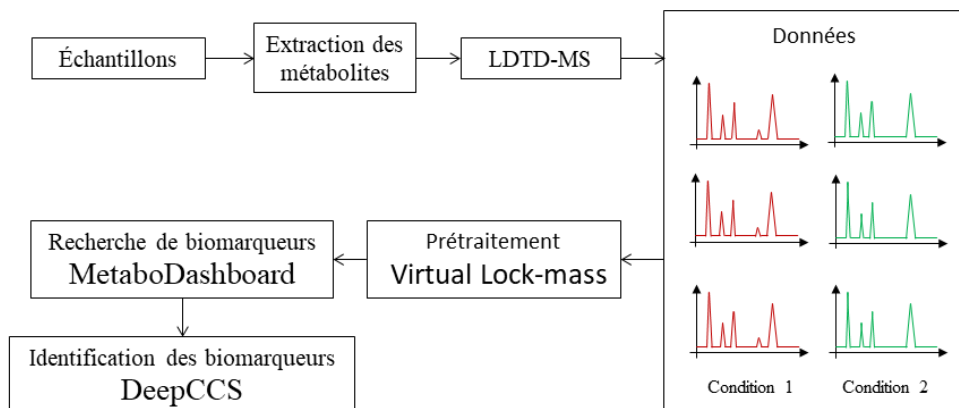 Échantillons
Extraction des
métabolites
LDTD-MS
Données
Condition 1
Condition 2
Prétraitement
Virtual Lock-mass
Recherche de biomarqueurs
MetaboDashboard
Identification des biomarqueurs
DeepCCS